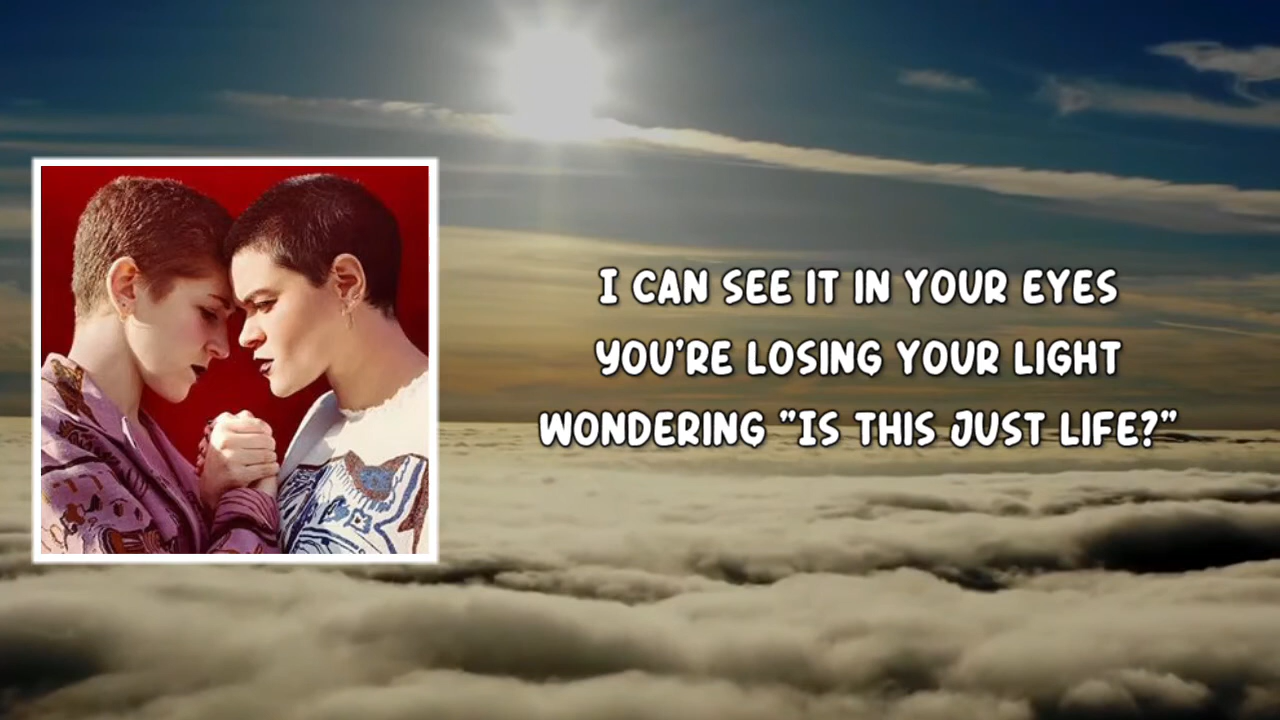 I CAN SEE IT IN YOUR EYES
YOU'RE LOSING YOUR LIGHT
WONDERING "IS THIS JUST LIFE?"